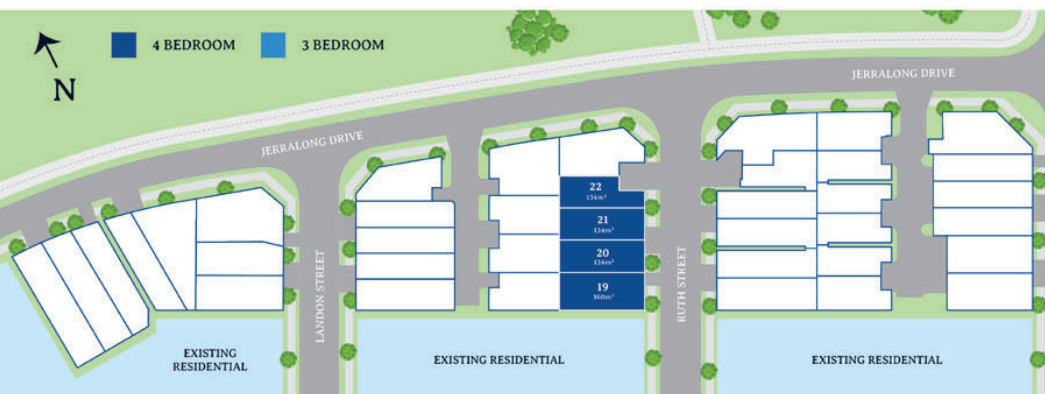 4 BEDROOM
3 BEDROOM
N
JERRALONG DRIVE
JERRALONG DRIVE
22
134m²
21
134m²
20
134m²
19
160m²
LANDON STREET
RUTH STREET
EXISTING
RESIDENTIAL
EXISTING RESIDENTIAL
EXISTING RESIDENTIAL